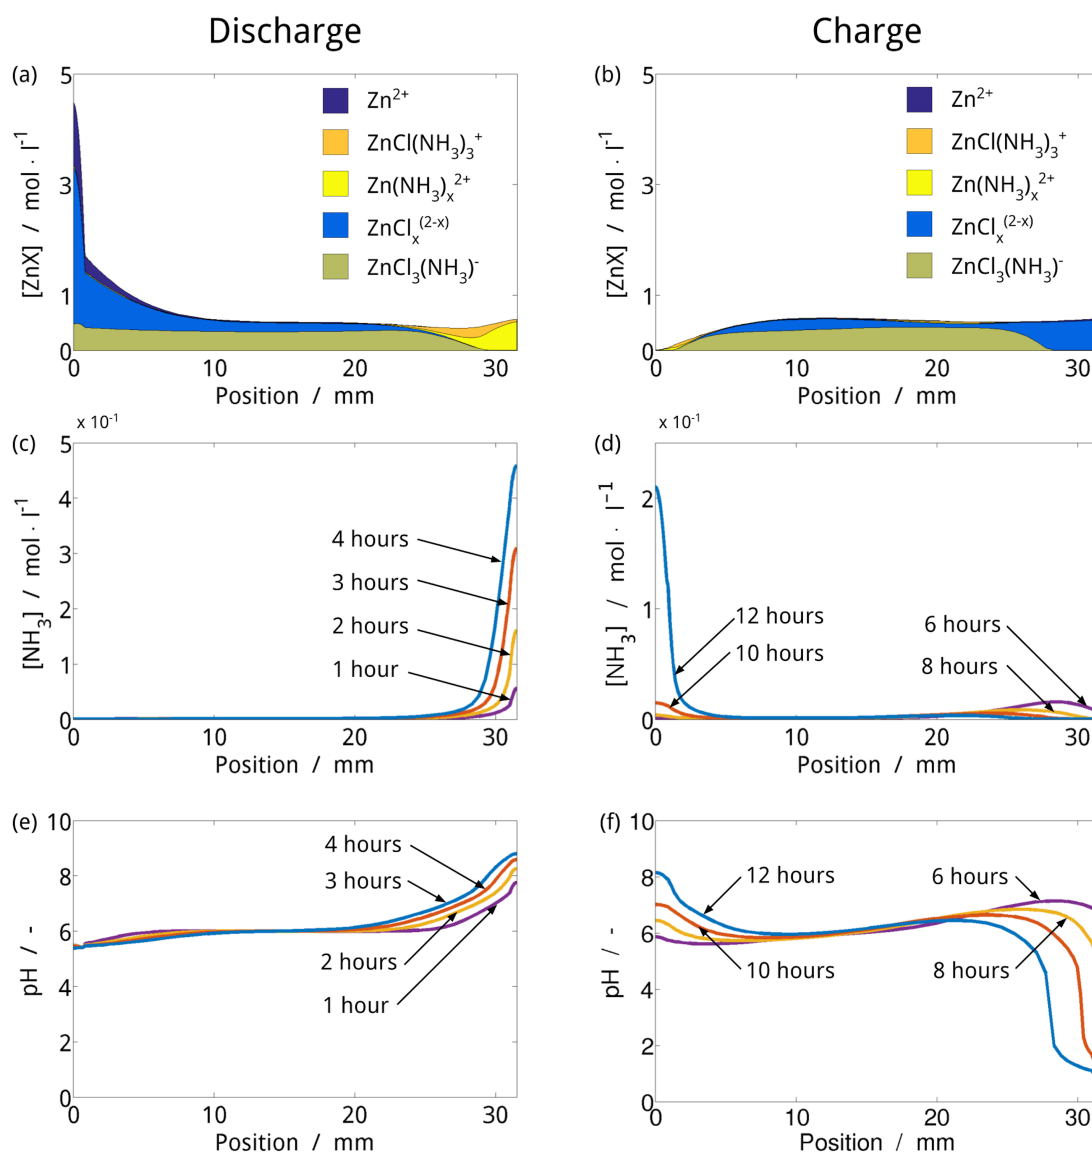 Discharge
Charge
(a)
[ZnX] / mol · l⁻¹
5
3
1
0
Zn²⁺
ZnCl(NH₃)₃⁺
Zn(NH₃)ₓ²⁺
ZnClₓ⁽²⁻ˣ⁾
ZnCl₃(NH₃)⁻
0 10 20 30
Position / mm
(b)
[ZnX] / mol · l⁻¹
5
3
1
0
Zn²⁺
ZnCl(NH₃)₃⁺
Zn(NH₃)ₓ²⁺
ZnClₓ⁽²⁻ˣ⁾
ZnCl₃(NH₃)⁻
0 10 20 30
Position / mm
(c)
x 10⁻¹
[NH₃] / mol · l⁻¹
5
4
3
2
1
0
4 hours
3 hours
2 hours
1 hour
0 10 20 30
Position / mm
(d)
x 10⁻¹
[NH₃] / mol · l⁻¹
2
1
0
12 hours
10 hours
6 hours
8 hours
0 10 20 30
Position / mm
(e)
pH / -
10
8
6
4
2
0
4 hours
3 hours
2 hours
1 hour
0 10 20 30
Position / mm
(f)
pH / -
10
8
6
4
2
0
12 hours
6 hours
10 hours
8 hours
0 10 20 30
Position / mm